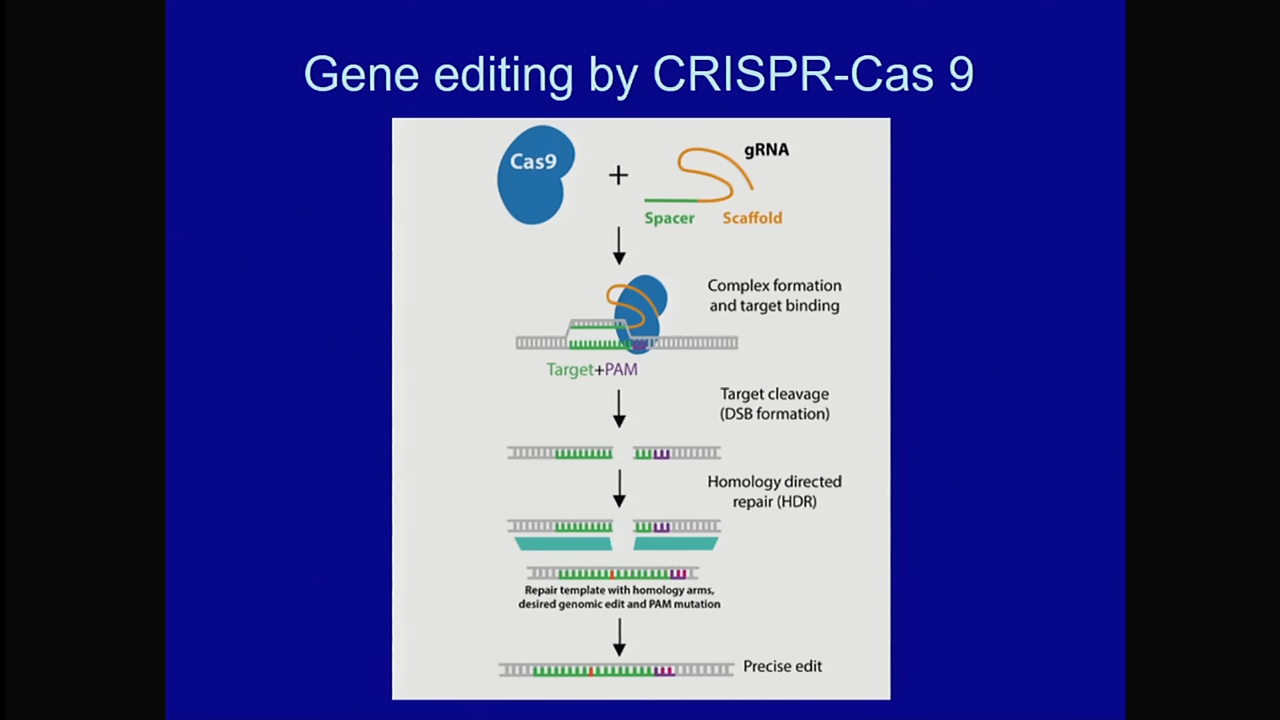 Gene editing by CRISPR-Cas 9
Cas9
+
gRNA
Spacer
Scaffold
Complex formation
and target binding
Target+PAM
Target cleavage
(DSB formation)
Homology directed
repair (HDR)
Repair template with homology arms,
desired genomic edit and PAM mutation
Precise edit